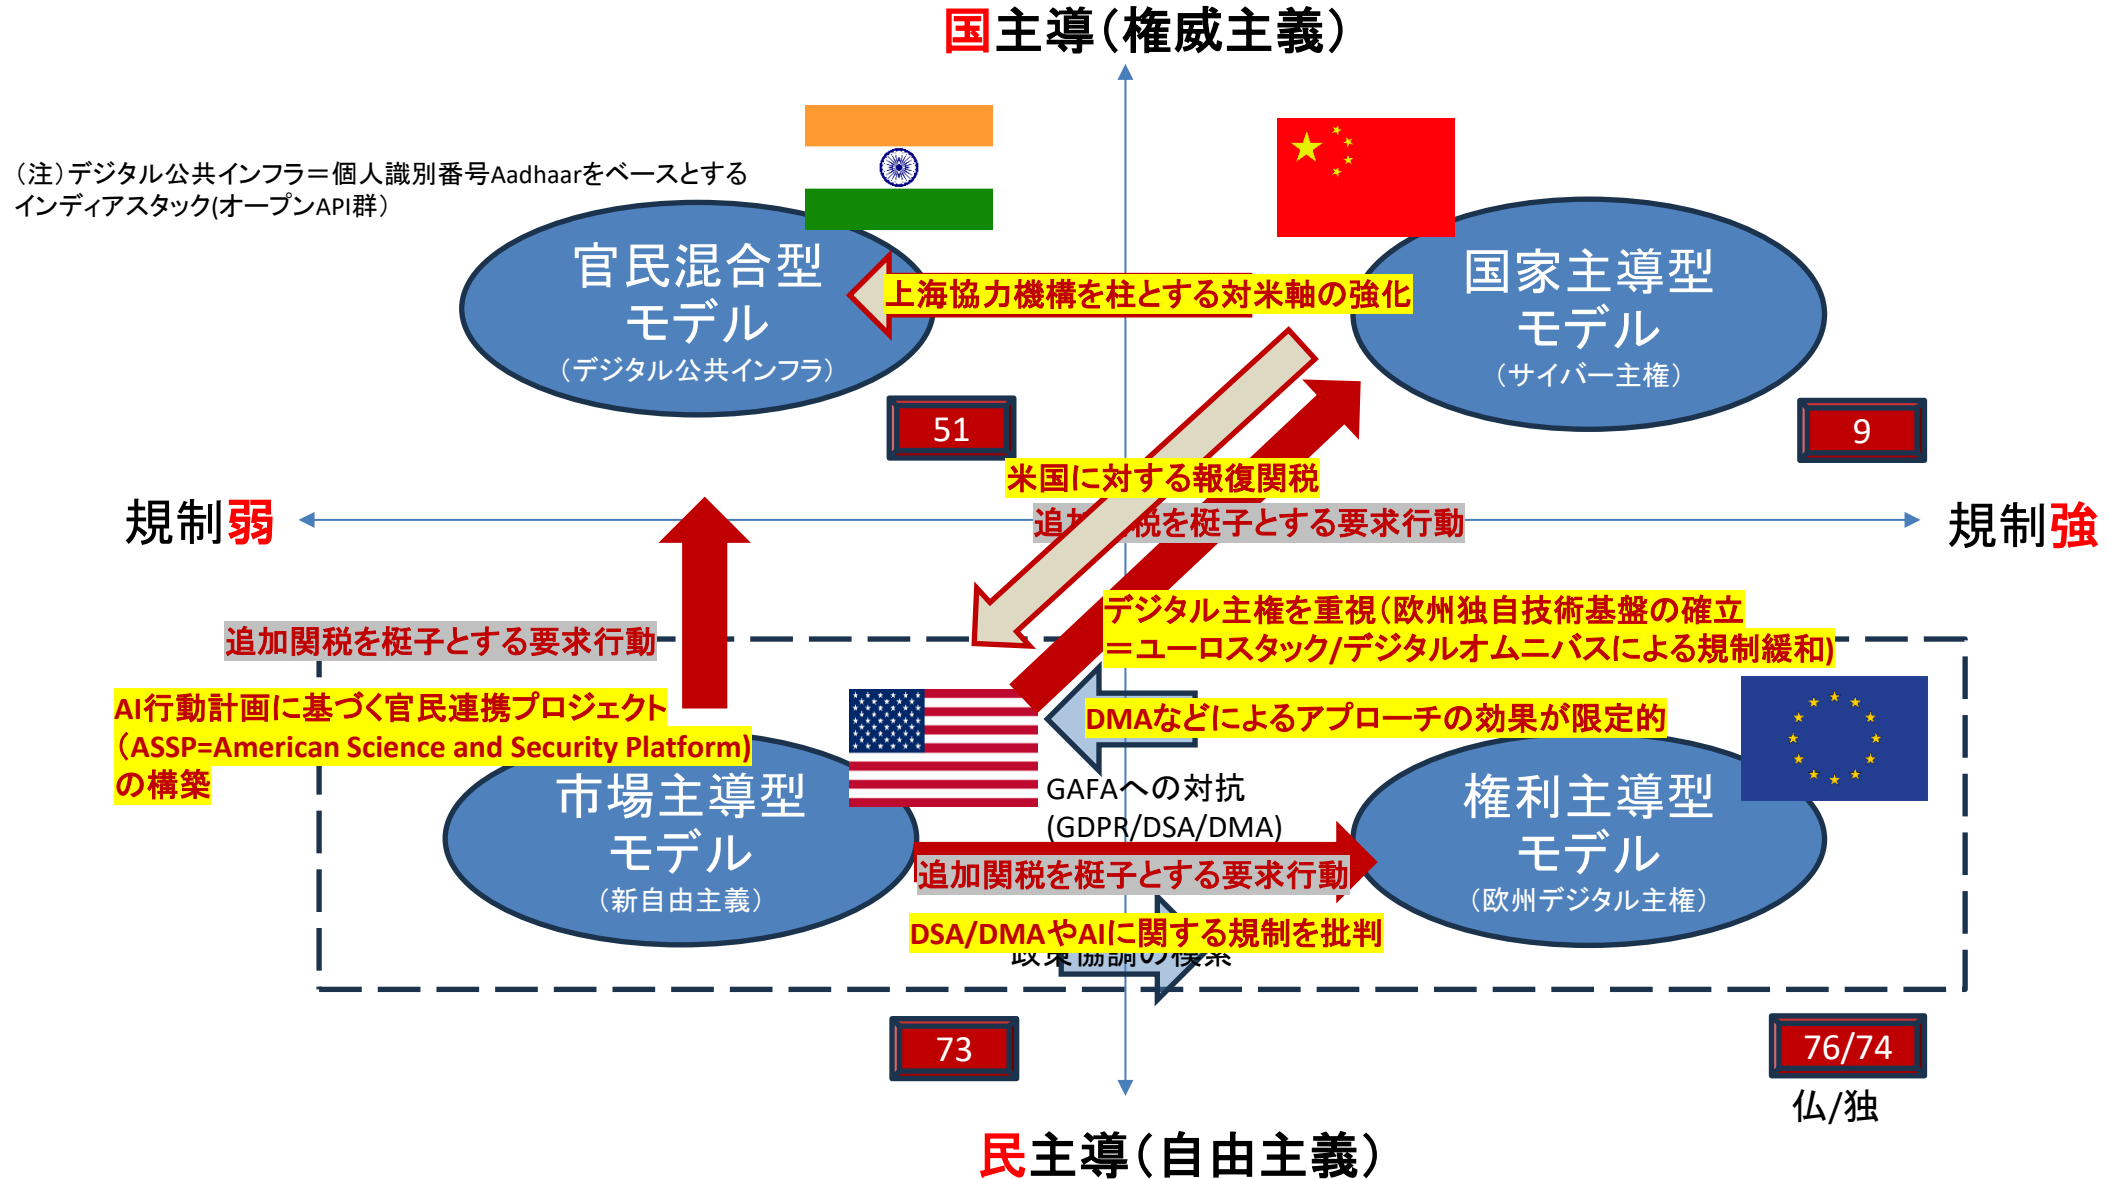 国主導（権威主義）
（注）デジタル公共インフラ＝個人識別番号Aadhaarをベースとする
インディアスタック(オープンAPI群）
官民混合型
モデル
（デジタル公共インフラ）
上海協力機構を柱とする対米軸の強化
国家主導型
モデル
（サイバー主権）
51
9
米国に対する報復関税
規制弱
追加関税を梃子とする要求行動
規制強
デジタル主権を重視（欧州独自技術基盤の確立
＝ユーロスタック/デジタルオムニバスによる規制緩和)
追加関税を梃子とする要求行動
AI行動計画に基づく官民連携プロジェクト
（ASSP=American Science and Security Platform)
の構築
DMAなどによるアプローチの効果が限定的
市場主導型
モデル
（新自由主義）
GAFAへの対抗
(GDPR/DSA/DMA)
権利主導型
モデル
（欧州デジタル主権）
追加関税を梃子とする要求行動
DSA/DMAやAIに関する規制を批判
政策協調の模索
73
76/74
仏/独
民主導（自由主義）